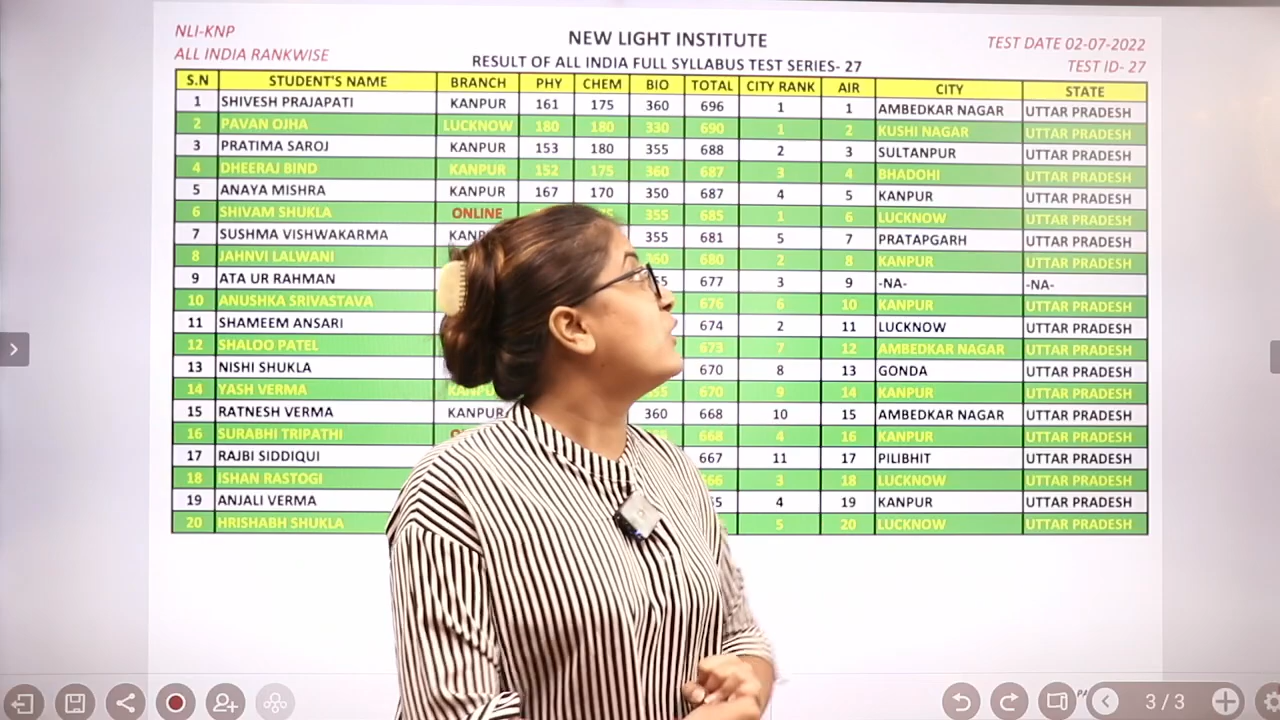 NLI-KNP
ALL INDIA RANKWISE
NEW LIGHT INSTITUTE
RESULT OF ALL INDIA FULL SYLLABUS TEST SERIES- 27
TEST DATE 02-07-2022
TEST ID- 27
S.N STUDENT'S NAME BRANCH PHY CHEM BIO TOTAL CITY RANK AIR CITY STATE
1 SHIVESH PRAJAPATI KANPUR 161 175 360 696 1 1 AMBEDKAR NAGAR UTTAR PRADESH
2 PAVAN OJHA LUCKNOW 180 180 330 690 1 2 KUSHI NAGAR UTTAR PRADESH
3 PRATIMA SAROJ KANPUR 153 180 355 688 2 3 SULTANPUR UTTAR PRADESH
4 DHEERAJ BIND KANPUR 152 175 360 687 3 4 BHADOHI UTTAR PRADESH
5 ANAYA MISHRA KANPUR 167 170 350 687 4 5 KANPUR UTTAR PRADESH
6 SHIVAM SHUKLA ONLINE 355 685 1 6 LUCKNOW UTTAR PRADESH
7 SUSHMA VISHWAKARMA 355 681 5 7 PRATAPGARH UTTAR PRADESH
8 JAHNVI LALWANI 680 2 8 KANPUR UTTAR PRADESH
9 ATA UR RAHMAN 677 3 9 -NA- -NA-
10 ANUSHKA SRIVASTAVA 676 6 10 KANPUR UTTAR PRADESH
11 SHAMEEM ANSARI 674 2 11 LUCKNOW UTTAR PRADESH
12 SHALOO PATEL 673 7 12 AMBEDKAR NAGAR UTTAR PRADESH
13 NISHI SHUKLA 670 8 13 GONDA UTTAR PRADESH
14 YASH VERMA 670 9 14 KANPUR UTTAR PRADESH
15 RATNESH VERMA KANPUR 360 668 10 15 AMBEDKAR NAGAR UTTAR PRADESH
16 SURABHI TRIPATHI 668 4 16 KANPUR UTTAR PRADESH
17 RAJBI SIDDIQUI 667 11 17 PILIBHIT UTTAR PRADESH
18 ISHAN RASTOGI 3 18 LUCKNOW UTTAR PRADESH
19 ANJALI VERMA 4 19 KANPUR UTTAR PRADESH
20 HRISHABH SHUKLA 5 20 LUCKNOW UTTAR PRADESH
3/3